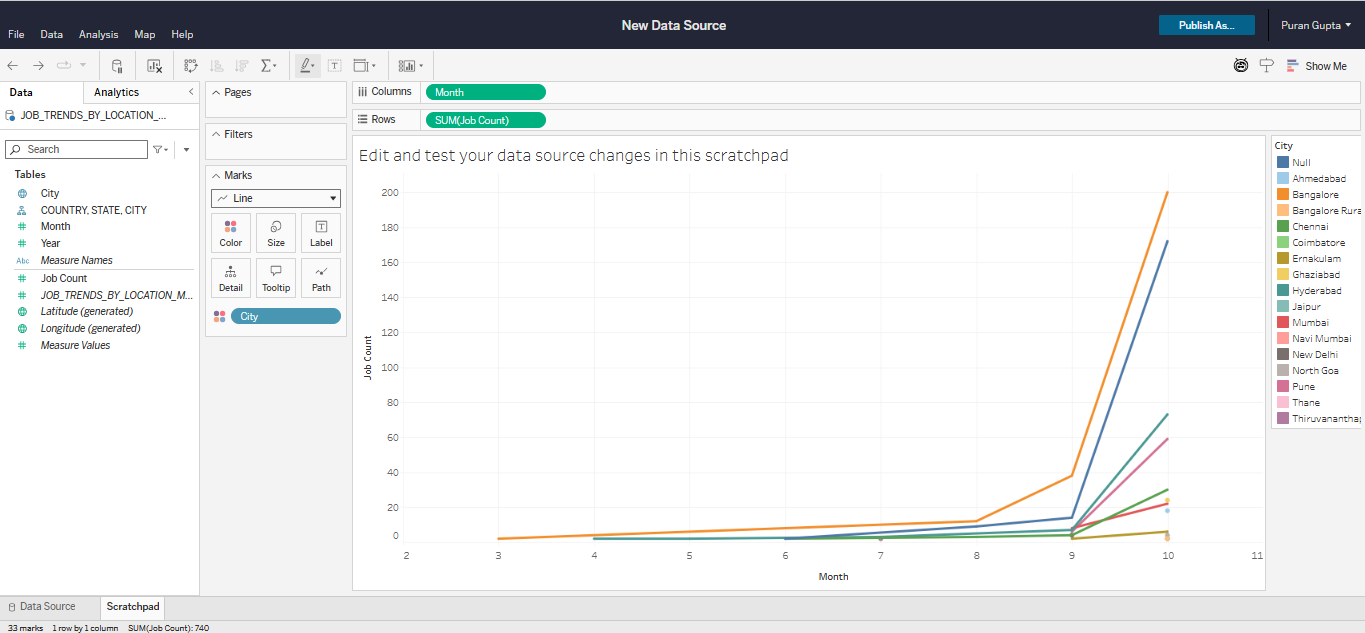 New Data Source
File Data Analysis Map Help
Publish As...
Puran Gupta
Show Me
Data
Analytics
JOB_TRENDS_BY_LOCATION_...
Search
Tables
City
COUNTRY, STATE, CITY
Month
Year
Abc Measure Names
Job Count
JOB_TRENDS_BY_LOCATION_M...
Latitude (generated)
Longitude (generated)
Measure Values
Pages
Filters
Marks
Line
Color Size Label
Detail Tooltip Path
City
Columns Month
Rows SUM(Job Count)
Edit and test your data source changes in this scratchpad
200
180
160
140
120
100
80
60
40
20
0
Job Count
2 3 4 5 6 7 8 9 10 11
Month
City
Null
Ahmedabad
Bangalore
Bangalore Rura
Chennai
Coimbatore
Ernakulam
Ghaziabad
Hyderabad
Jaipur
Mumbai
Navi Mumbai
New Delhi
North Goa
Pune
Thane
Thiruvananthap
Data Source Scratchpad
33 marks 1 row by 1 column SUM(Job Count): 740